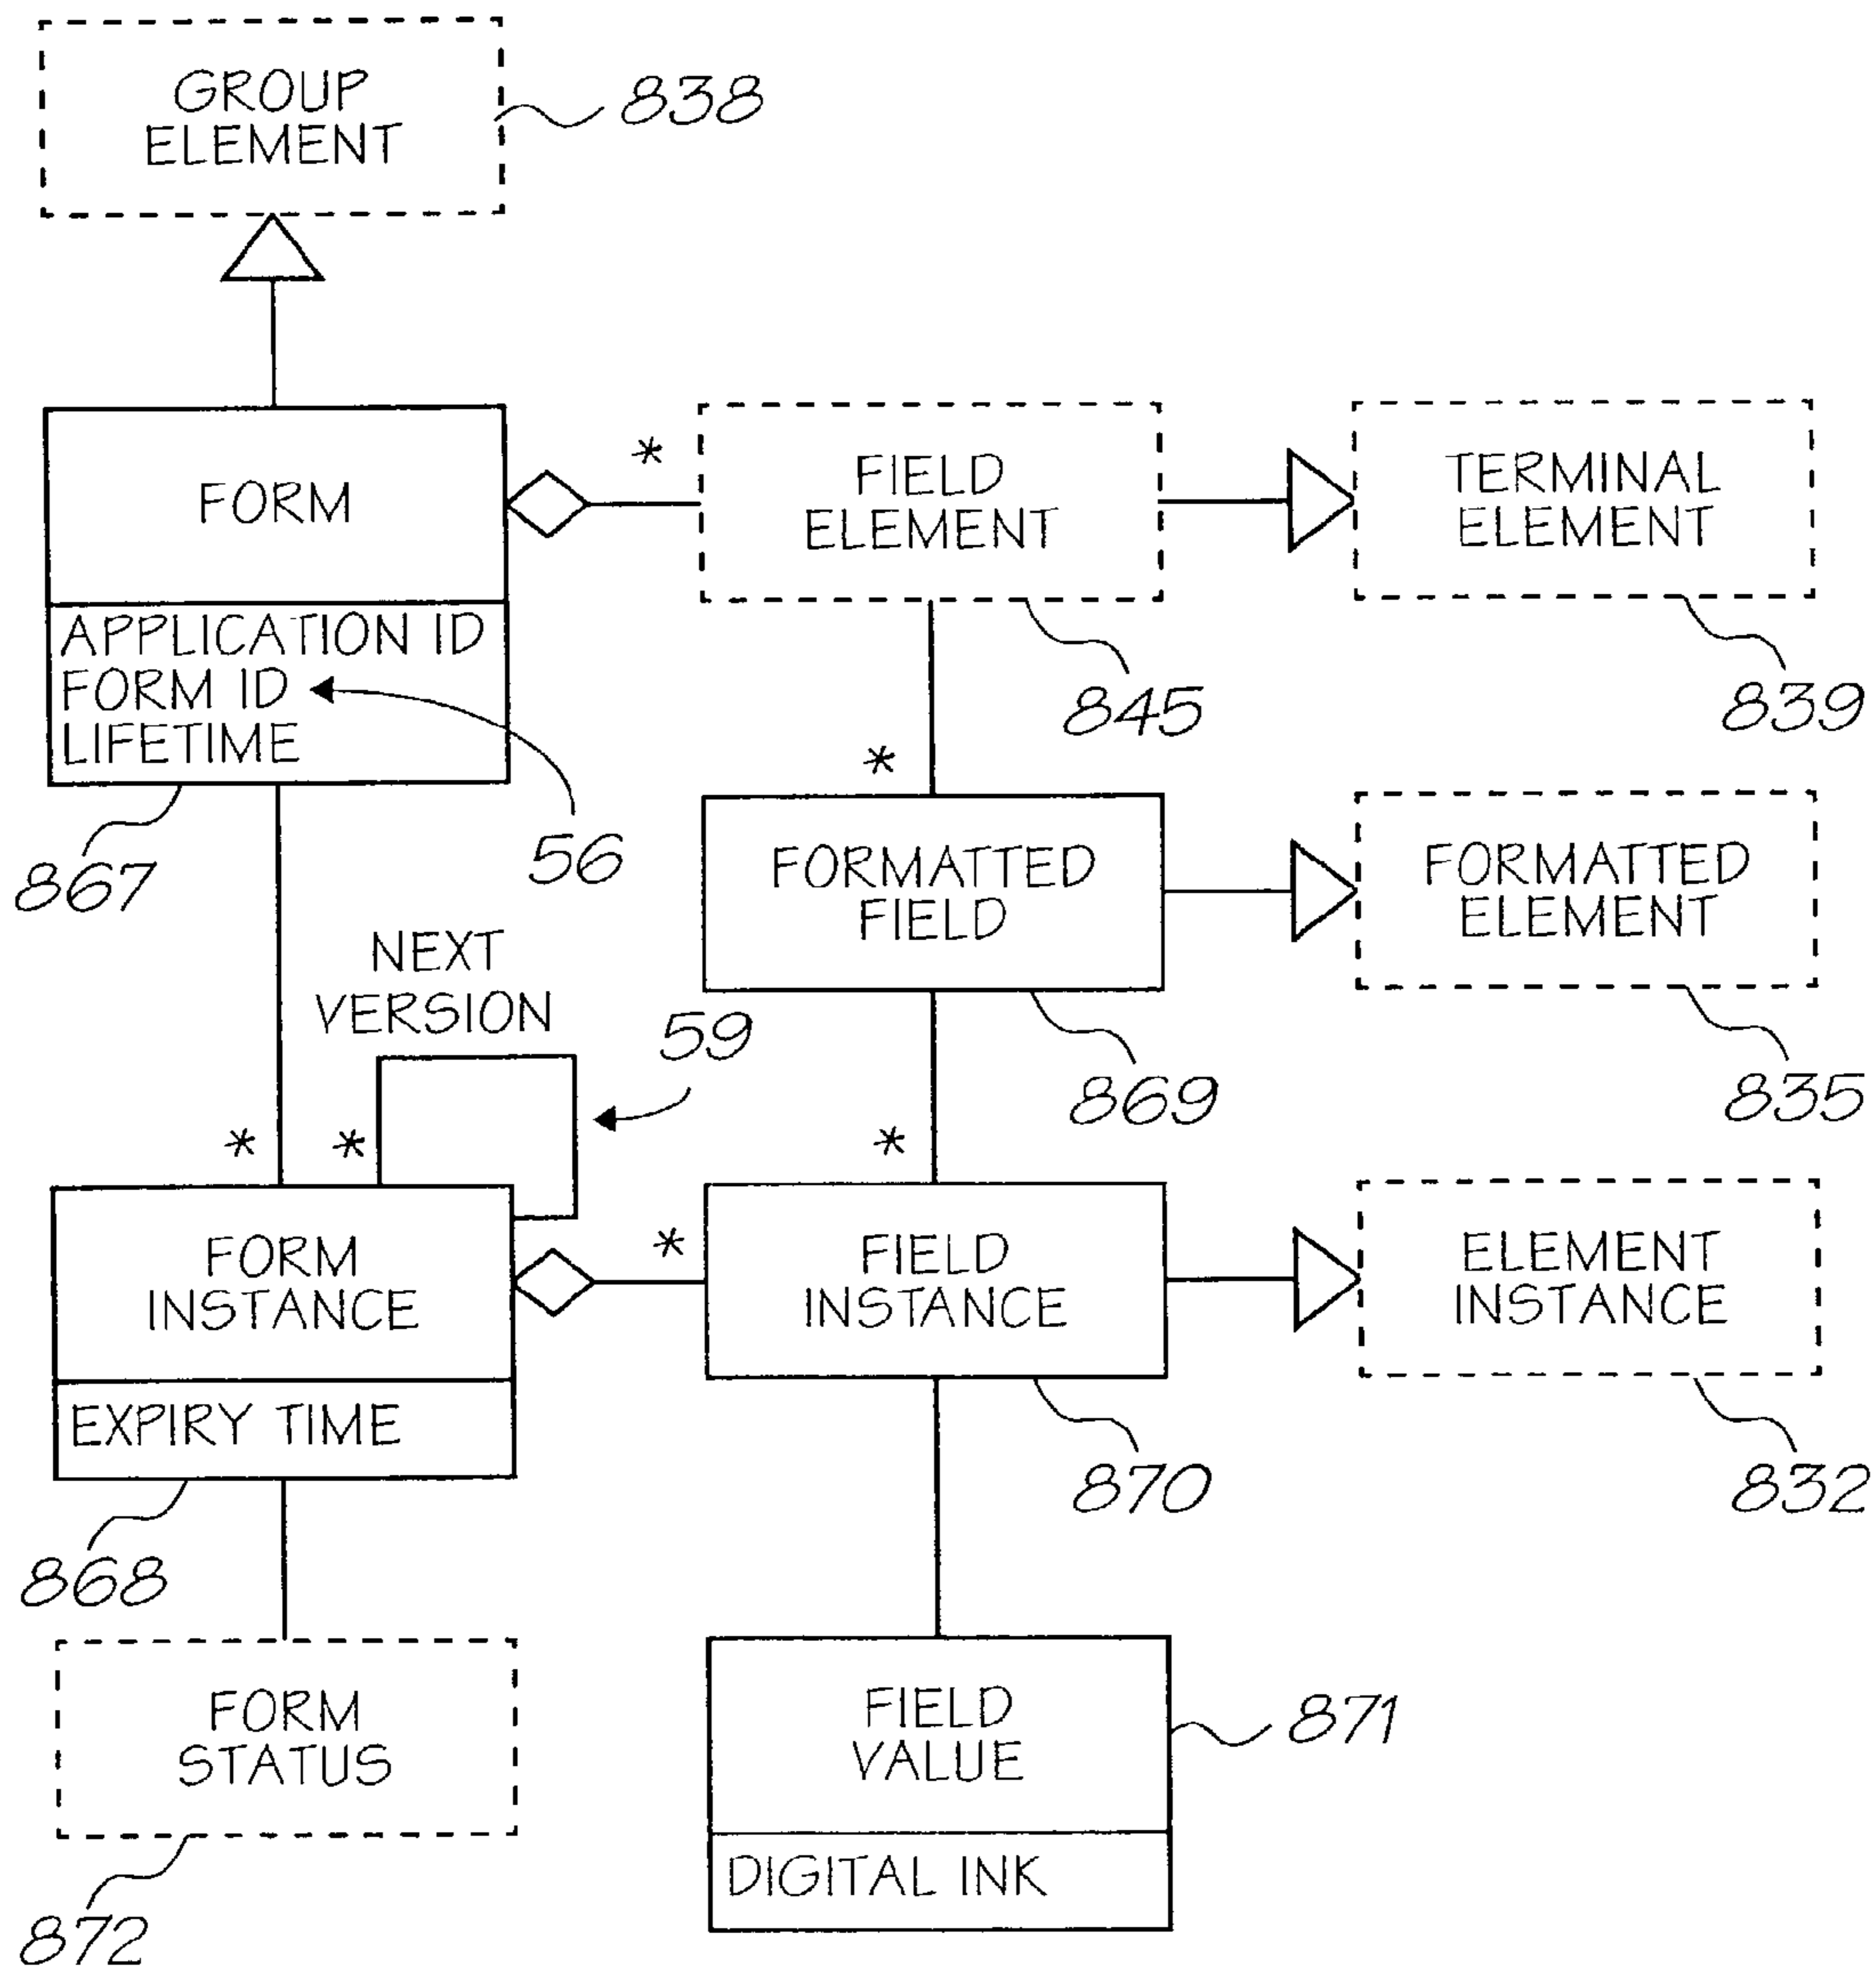 GROUP
ELEMENT
838
FORM
*
FIELD
ELEMENT
TERMINAL
ELEMENT
APPLICATION ID
FORM ID
LIFETIME
845
839
56
867
*
FORMATTED
FIELD
FORMATTED
ELEMENT
NEXT
VERSION
59
869
835
*
*
*
FORM
INSTANCE
*
FIELD
INSTANCE
ELEMENT
INSTANCE
EXPIRY TIME
870
832
868
FORM
STATUS
FIELD
VALUE
871
DIGITAL INK
872